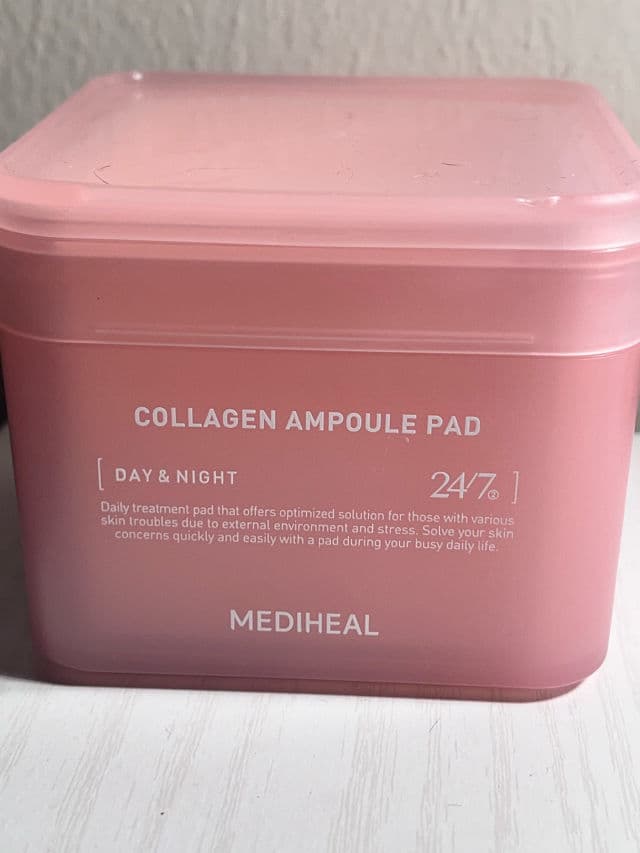 COLLAGEN AMPOULE PAD
[ DAY & NIGHT 24/7② ]
Daily treatment pad that offers optimized solution for those with various
skin troubles due to external environment and stress. Solve your skin
concerns quickly and easily with a pad during your busy daily life.
MEDIHEAL